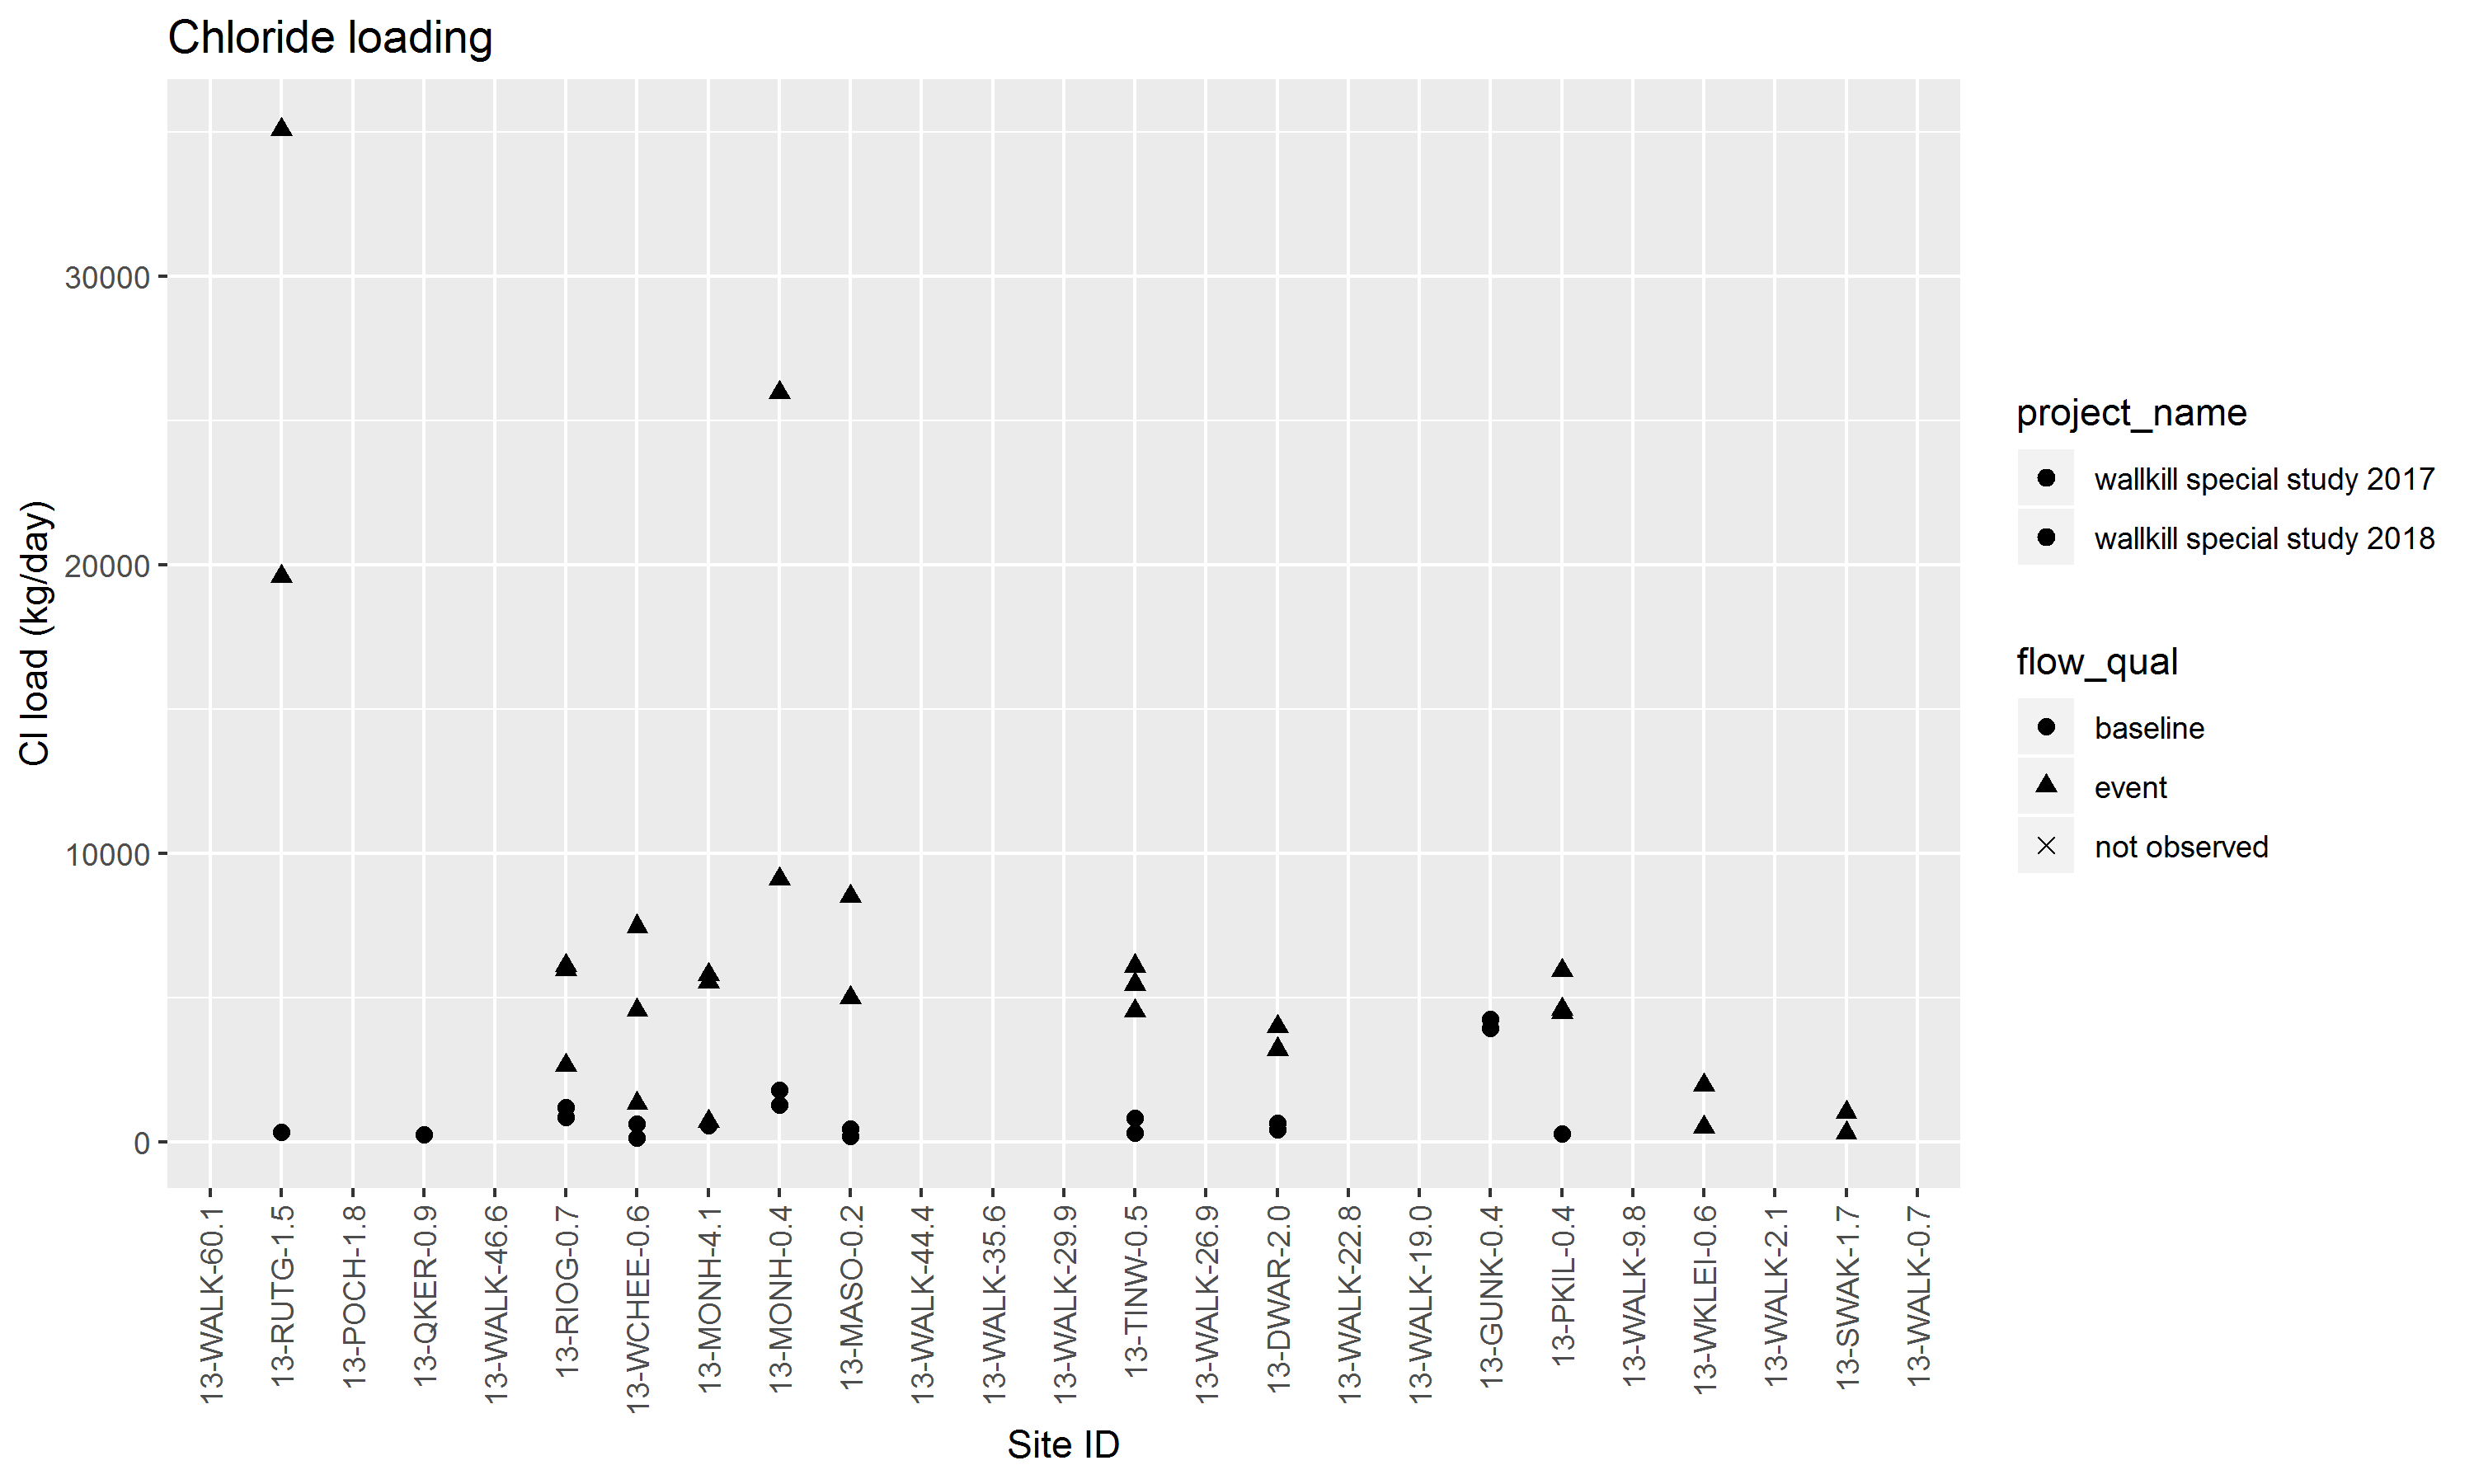 Chloride loading
Cl load (kg/day)
30000
20000
10000
0
13-WALK-60.1
13-RUTG-1.5
13-POCH-1.8
13-QKER-0.9
13-WALK-46.6
13-RIOG-0.7
13-WCHEE-0.6
13-MONH-4.1
13-MONH-0.4
13-MASO-0.2
13-WALK-44.4
13-WALK-35.6
13-WALK-29.9
13-TINW-0.5
13-WALK-26.9
13-DWAR-2.0
13-WALK-22.8
13-WALK-19.0
13-GUNK-0.4
13-PKIL-0.4
13-WALK-9.8
13-WKLEI-0.6
13-WALK-2.1
13-SWAK-1.7
13-WALK-0.7
Site ID
project_name
wallkill special study 2017
wallkill special study 2018
flow_qual
baseline
event
not observed